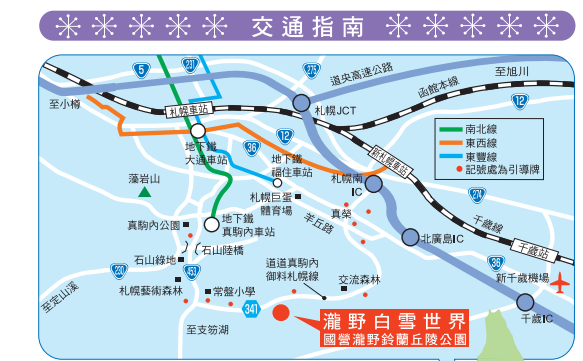 交通指南
5
231
275
道央高速公路
函館本線
至旭川
至小樽
札幌車站
札幌JCT
12
南北線
東西線
東豐線
記號處為引導牌
12
36
地下鐵
大通車站
地下鐵
福住車站
新札幌車站
藻岩山
札幌南
IC
274
札幌巨蛋
體育場
羊丘路
真榮
千歲線
真駒內公園
地下鐵
真駒內車站
北廣島IC
千歲站
石山陸橋
石山綠地
36
230
453
道道真駒內
御料札幌線
交流森林
新千歲機場
札幌藝術森林
常盤小學
341
至定山溪
至支笏湖
瀧野白雪世界
國營瀧野鈴蘭丘陵公園
千歲IC